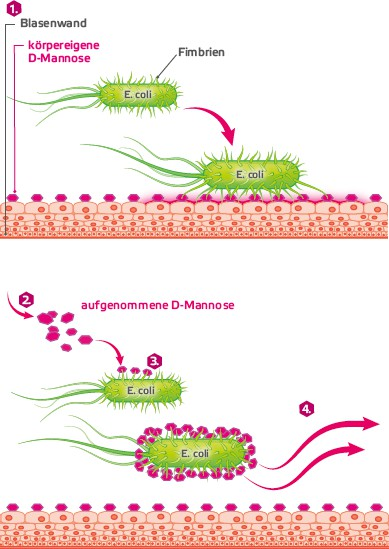 1.
Blasenwand
körpereigene
D-Mannose
Fimbrien
E. coli
E. coli
2.
aufgenommene D-Mannose
3.
E. coli
4.
E. coli